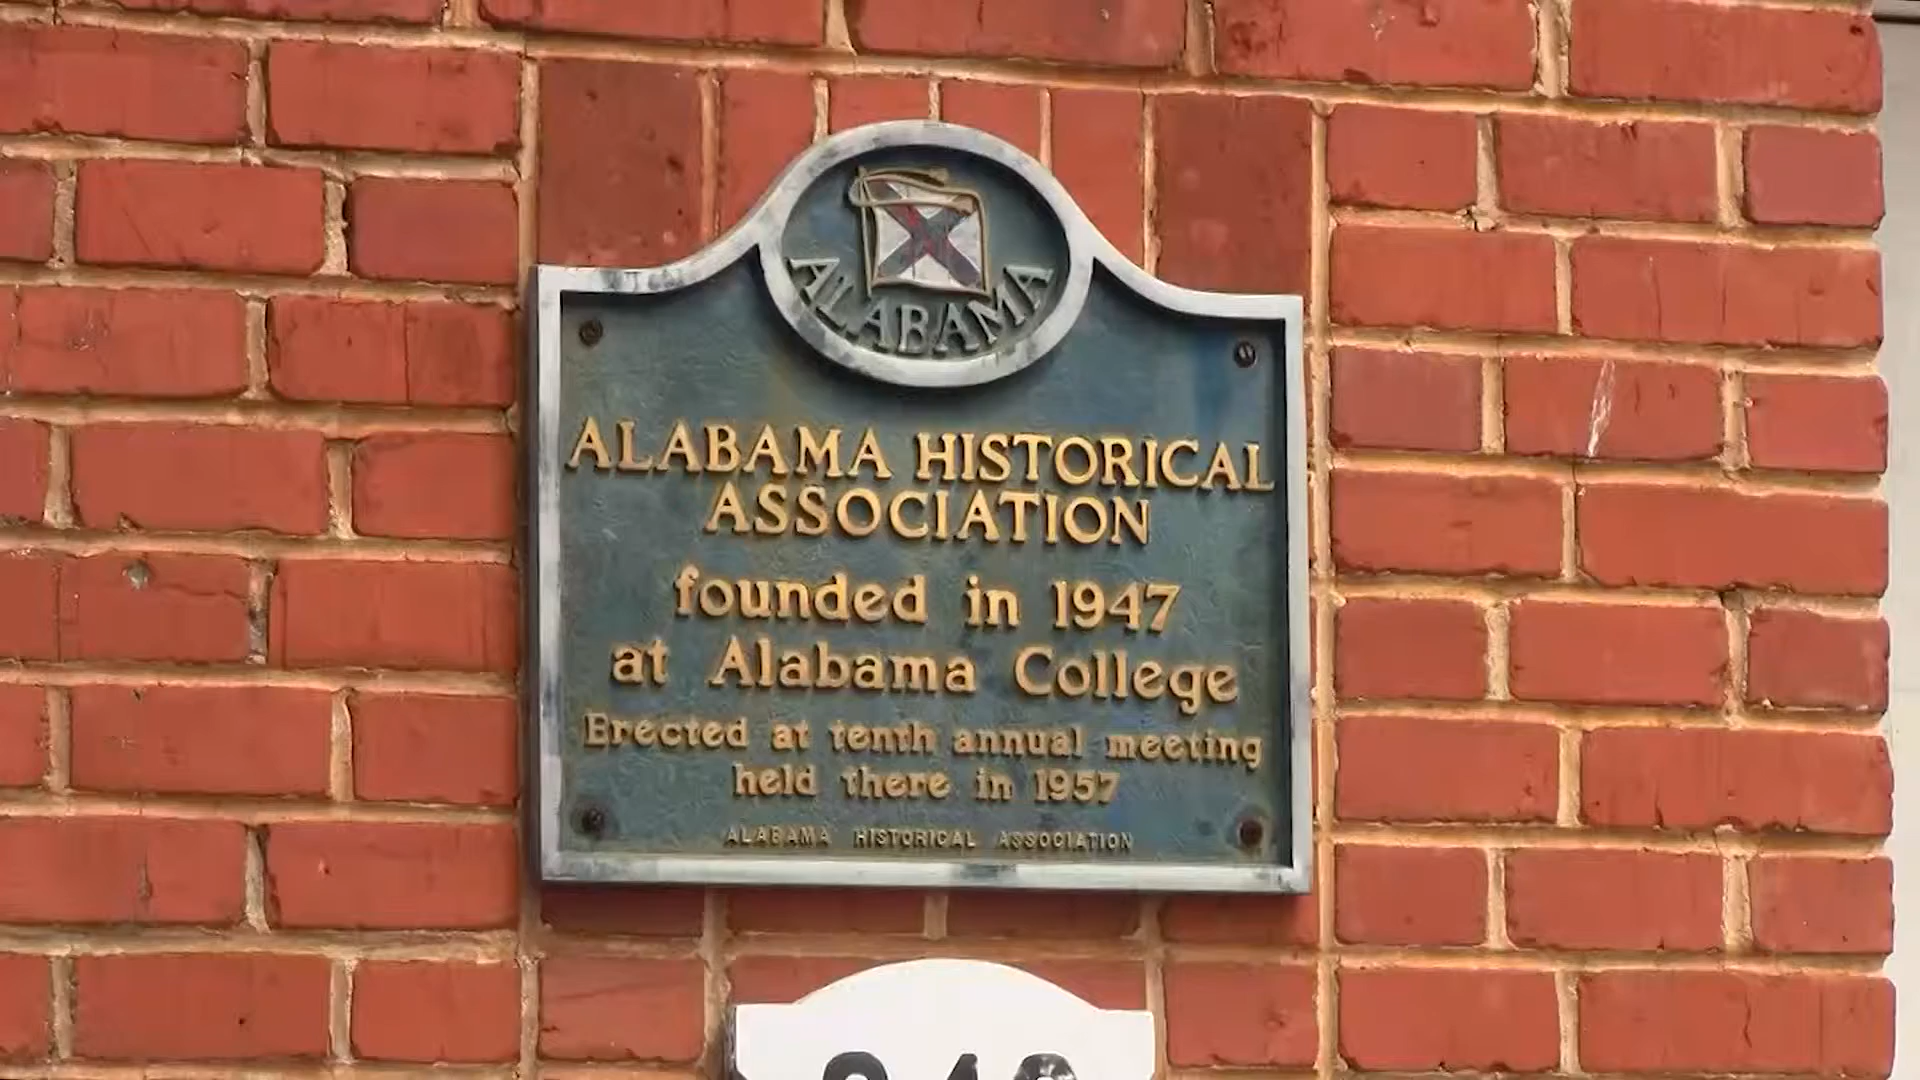 ALABAMA
ALABAMA HISTORICAL
ASSOCIATION
founded in 1947
at Alabama College
Erected at tenth annual meeting
held there in 1957
ALABAMA HISTORICAL ASSOCIATION